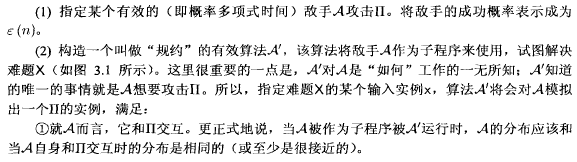 (1) 指定某个有效的（即概率多项式时间）敌手𝒜攻击Π。将敌手的成功概率表示成为
ε(n)。
(2) 构造一个叫做“规约”的有效算法𝒜′，该算法将敌手𝒜作为子程序来使用，试图解决
难题X（如图 3.1 所示）。这里很重要的一点是，𝒜′对𝒜是“如何”工作的一无所知；𝒜′知道
的唯一的事情就是𝒜想要攻击Π。所以，指定难题X的某个输入实例x，算法𝒜′将会对𝒜模拟
出一个Π的实例，满足：
①就𝒜而言，它和Π交互。更正式地说，当𝒜被作为子程序被𝒜′运行时，𝒜的分布应该和
当𝒜自身和Π交互时的分布是相同的（或至少是很接近的）。